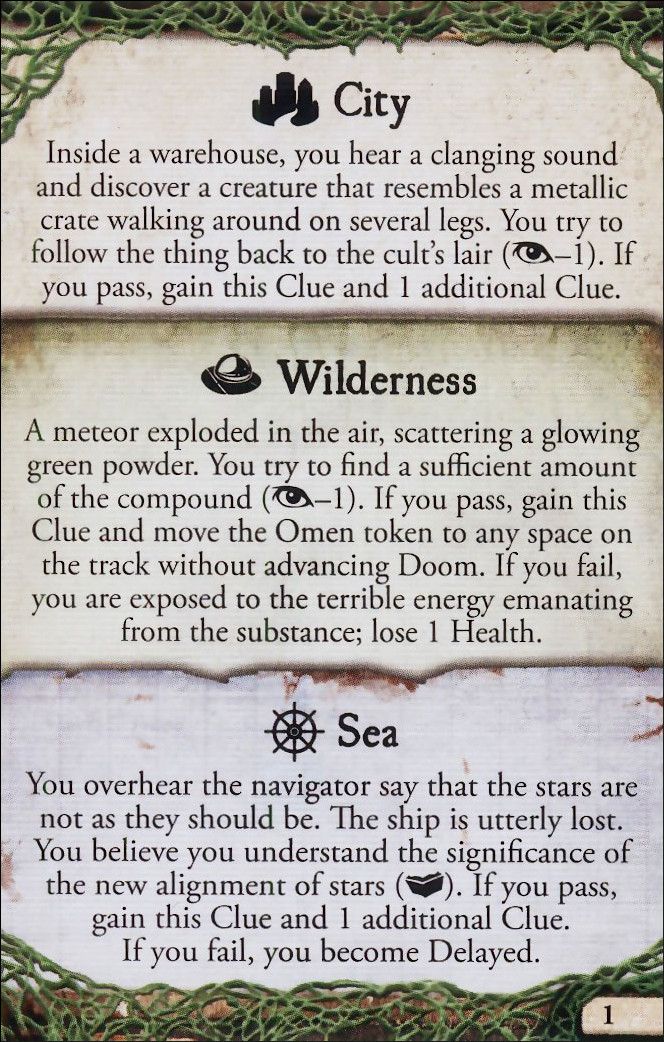 City
Inside a warehouse, you hear a clanging sound
and discover a creature that resembles a metallic
crate walking around on several legs. You try to
follow the thing back to the cult's lair (–1). If
you pass, gain this Clue and 1 additional Clue.
Wilderness
A meteor exploded in the air, scattering a glowing
green powder. You try to find a sufficient amount
of the compound (–1). If you pass, gain this
Clue and move the Omen token to any space on
the track without advancing Doom. If you fail,
you are exposed to the terrible energy emanating
from the substance; lose 1 Health.
Sea
You overhear the navigator say that the stars are
not as they should be. The ship is utterly lost.
You believe you understand the significance of
the new alignment of stars (). If you pass,
gain this Clue and 1 additional Clue.
If you fail, you become Delayed.
1